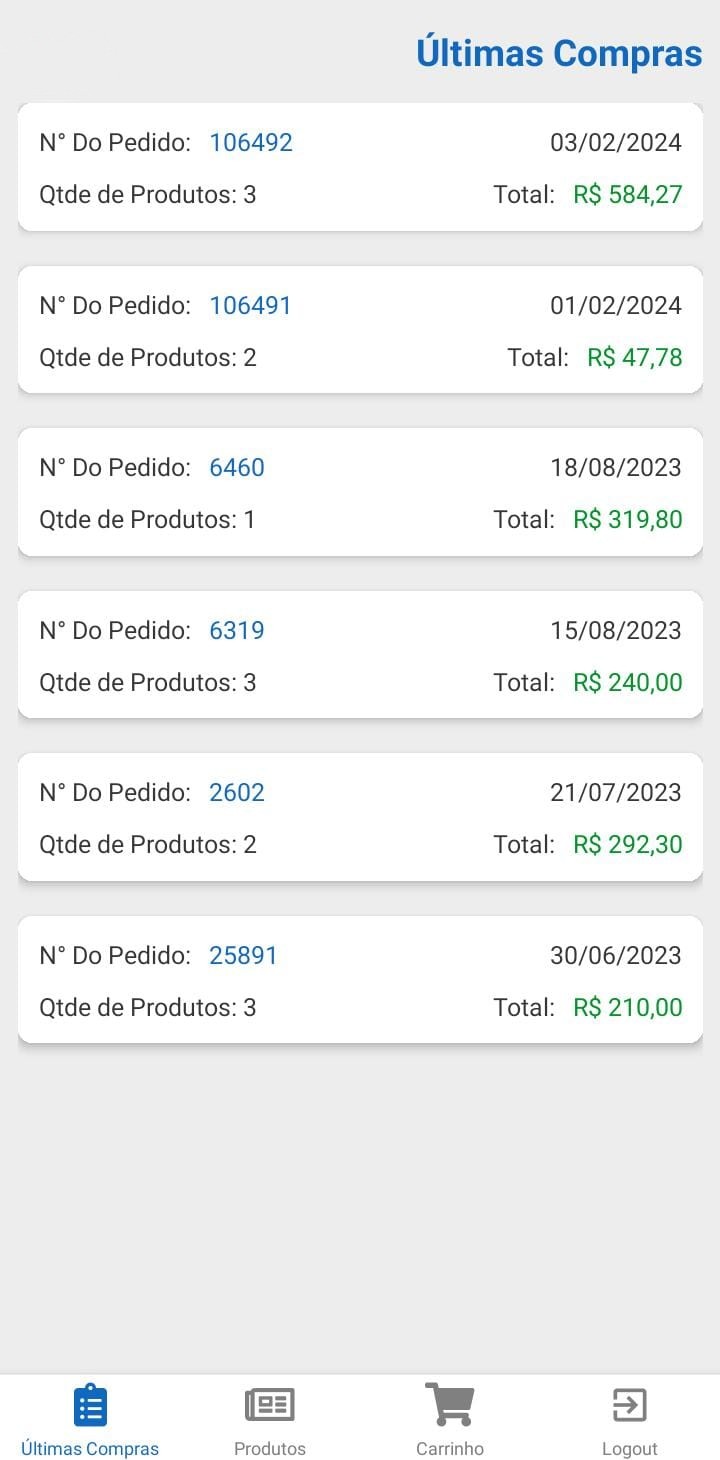 Últimas Compras
N° Do Pedido: 106492 03/02/2024
Qtde de Produtos: 3 Total: R$ 584,27
N° Do Pedido: 106491 01/02/2024
Qtde de Produtos: 2 Total: R$ 47,78
N° Do Pedido: 6460 18/08/2023
Qtde de Produtos: 1 Total: R$ 319,80
N° Do Pedido: 6319 15/08/2023
Qtde de Produtos: 3 Total: R$ 240,00
N° Do Pedido: 2602 21/07/2023
Qtde de Produtos: 2 Total: R$ 292,30
N° Do Pedido: 25891 30/06/2023
Qtde de Produtos: 3 Total: R$ 210,00
Últimas Compras Produtos Carrinho Logout